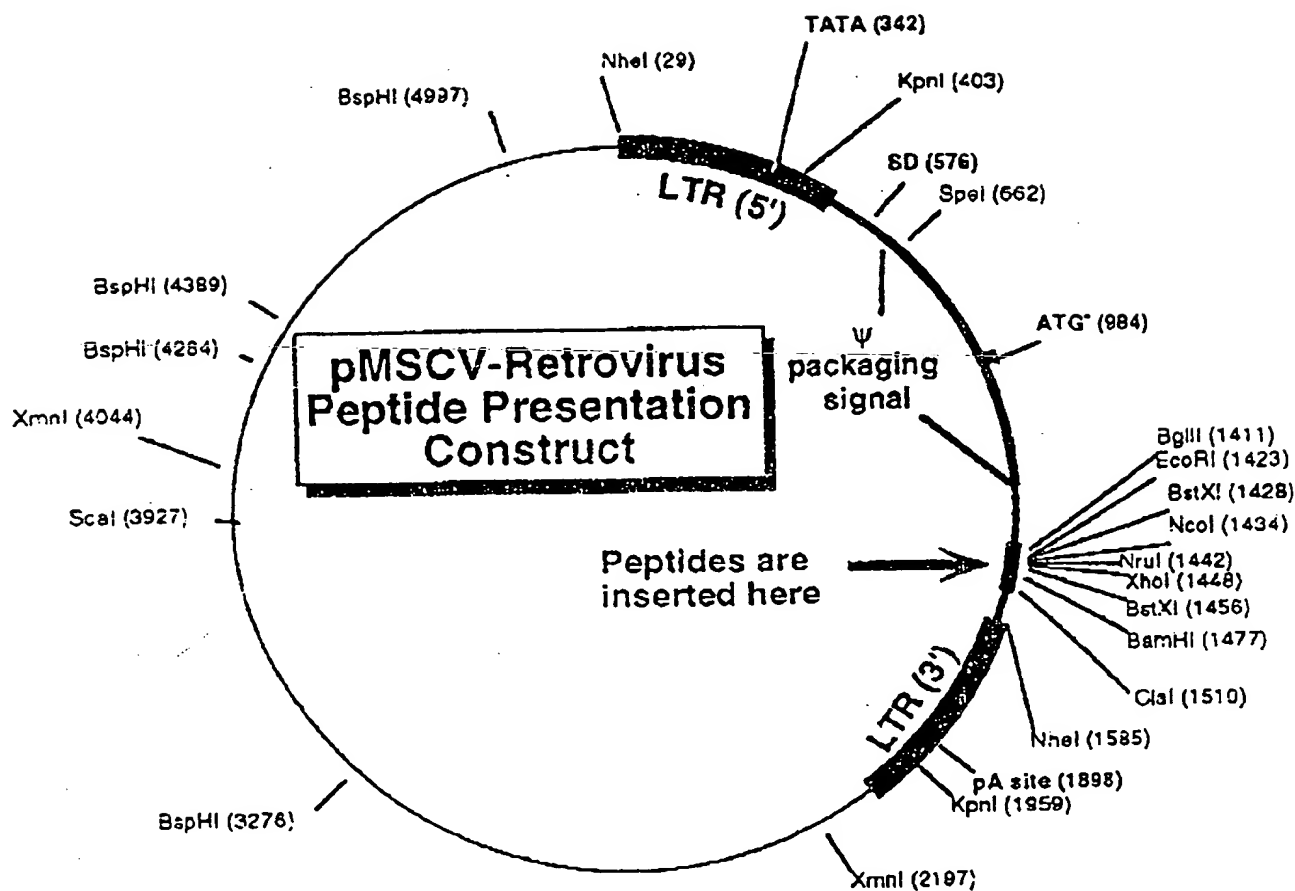 TATA (342)
NheI (29)
KpnI (403)
BspHI (4997)
SD (576)
SpeI (662)
LTR (5')
BspHI (4389)
ATG- (984)
BspHI (4284)
Ψ
packaging
signal
pMSCV-Retrovirus
Peptide Presentation
Construct
XmnI (4044)
BglII (1411)
EcoRI (1423)
BstXI (1428)
ScaI (3927)
NcoI (1434)
Peptides are
inserted here
NruI (1442)
XhoI (1448)
BstXI (1456)
BamHI (1477)
LTR (3')
ClaI (1510)
NheI (1585)
pA site (1898)
KpnI (1959)
BspHI (3276)
XmnI (2197)